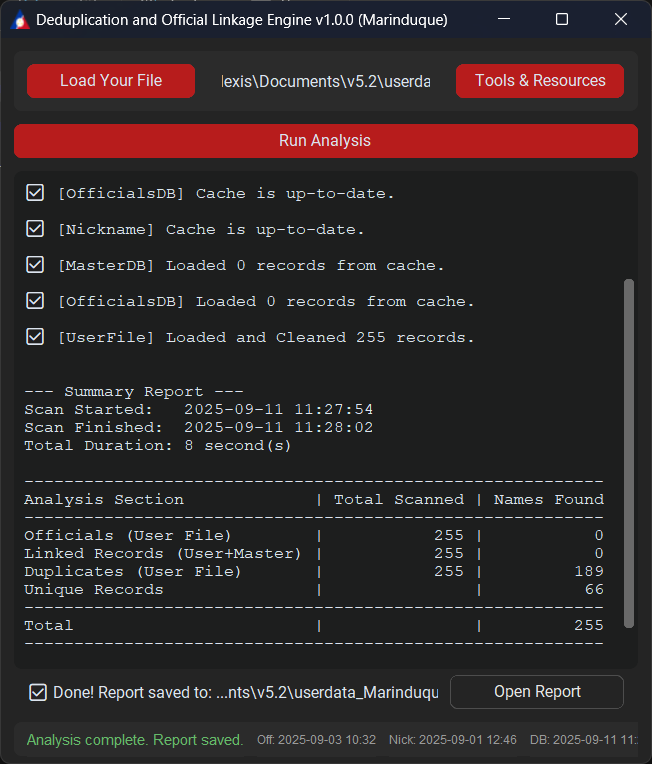 Deduplication and Official Linkage Engine v1.0.0 (Marinduque)
Load Your File
lexis\Documents\v5.2\userda
Tools & Resources
Run Analysis
[OfficialsDB] Cache is up-to-date.
[Nickname] Cache is up-to-date.
[MasterDB] Loaded 0 records from cache.
[OfficialsDB] Loaded 0 records from cache.
[UserFile] Loaded and Cleaned 255 records.
--- Summary Report ---
Scan Started:   2025-09-11 11:27:54
Scan Finished:  2025-09-11 11:28:02
Total Duration: 8 second(s)
----------------------------------------------------------
Analysis Section             | Total Scanned | Names Found
----------------------------------------------------------
Officials (User File)        |           255 |           0
Linked Records (User+Master) |           255 |           0
Duplicates (User File)       |           255 |         189
Unique Records               |               |          66
----------------------------------------------------------
Total                        |               |         255
----------------------------------------------------------
Done! Report saved to: ...nts\v5.2\userdata_Marinduqu
Open Report
Analysis complete. Report saved. Off: 2025-09-03 10:32 Nick: 2025-09-01 12:46 DB: 2025-09-11 11: